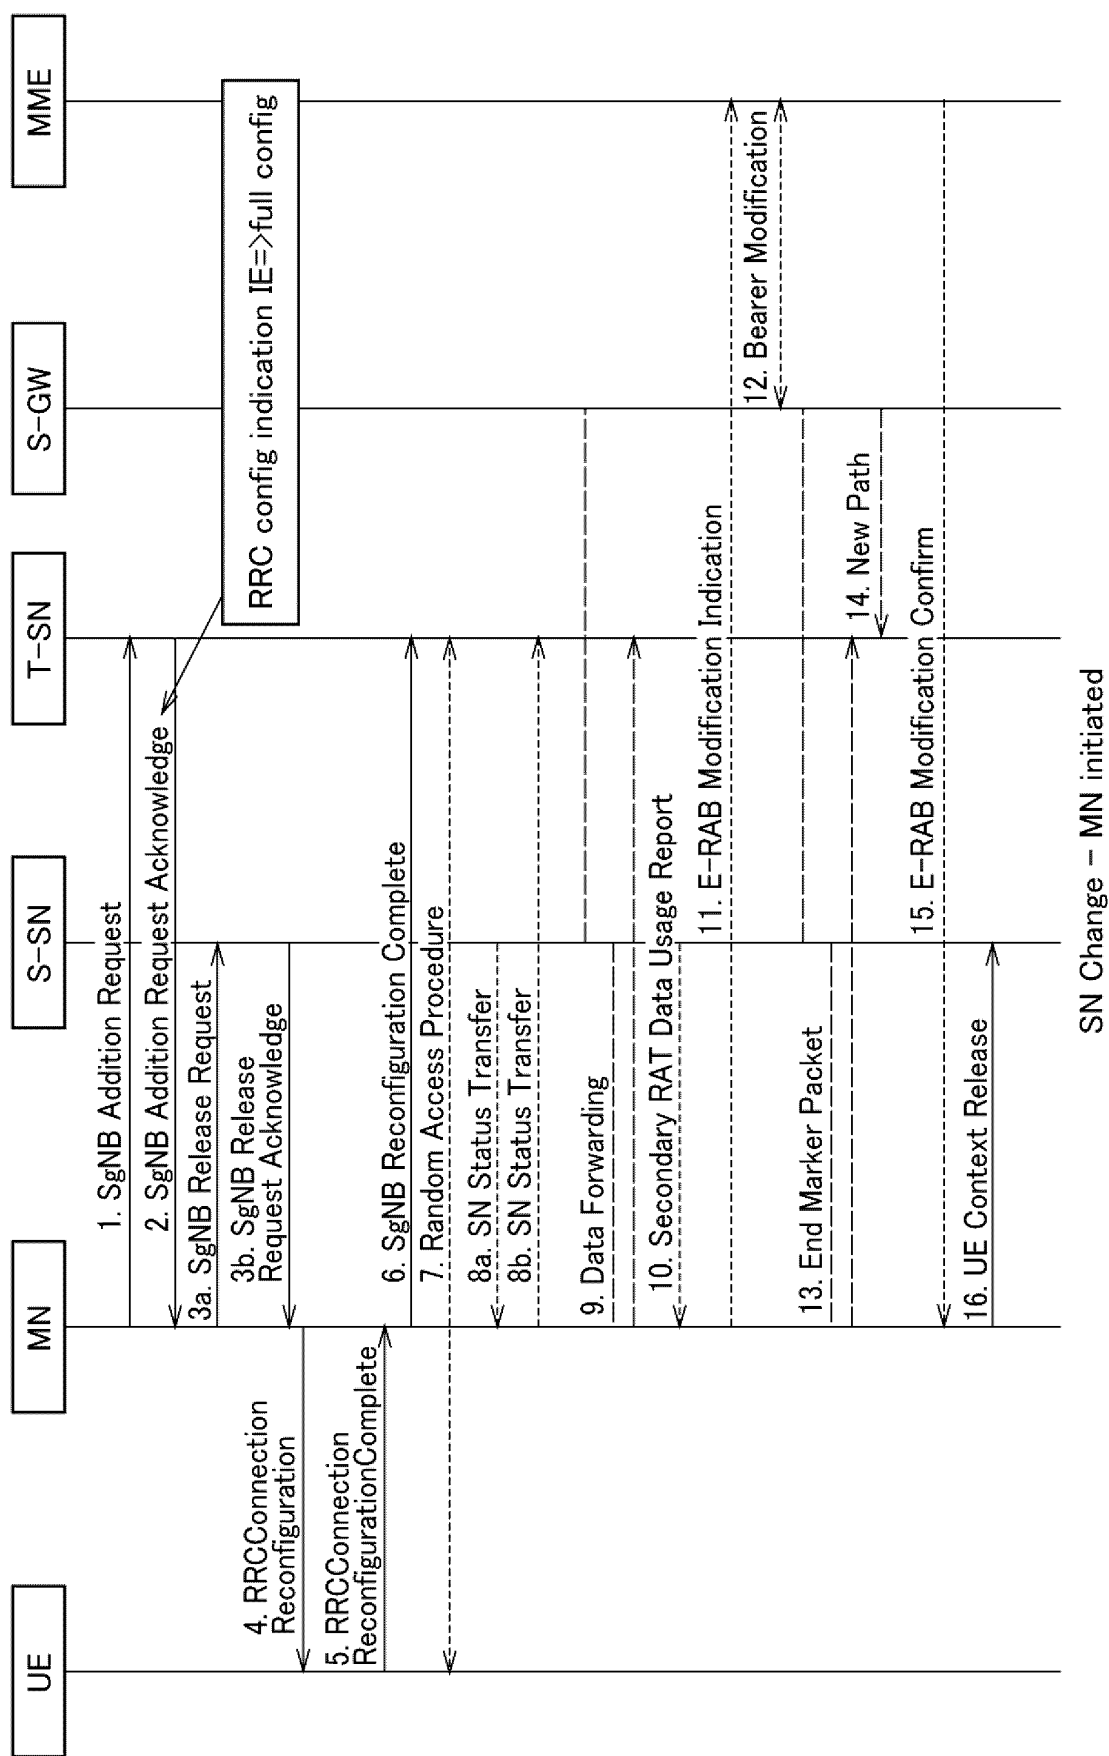 UE
MN
S-SN
T-SN
S-GW
MME
1. SgNB Addition Request
2. SgNB Addition Request Acknowledge
RRC config indication IE=>full config
3a. SgNB Release Request
3b. SgNB Release
Request Acknowledge
4. RRCConnection
Reconfiguration
5. RRCConnection
ReconfigurationComplete
6. SgNB Reconfiguration Complete
7. Random Access Procedure
8a. SN Status Transfer
8b. SN Status Transfer
9. Data Forwarding
10. Secondary RAT Data Usage Report
11. E-RAB Modification Indication
12. Bearer Modification
13. End Marker Packet
14. New Path
15. E-RAB Modification Confirm
16. UE Context Release
SN Change - MN initiated